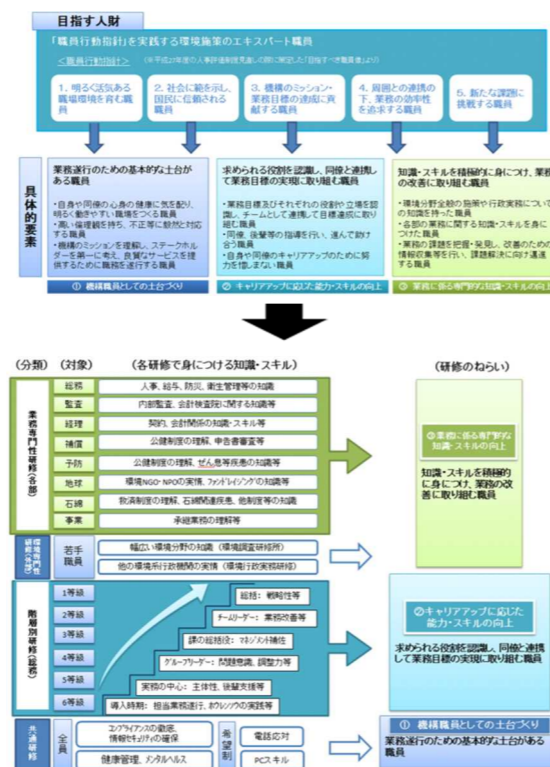 目指す人財
「職員行動指針」を実践する環境施策のエキスパート職員
<職員行動指針>
1. 明るく活気ある
職場環境を育む職
員
2. 社会に範を示し、
国民に信頼される
職員
3. 機構のミッション・
業務目標の達成に貢
献する職員
4. 周囲との連携の
下、業務の効率性
を追求する職員
5. 新たな課題に
挑戦する職員
具体的要素
業務遂行のための基本的な土台が
ある職員
・自身や同僚の心身の健康に気を配り、
明るく働きやすい職場をつくる職員
・高い倫理観を持ち、不正等に毅然と対応
する職員
・機構のミッションを理解し、ステークホル
ダーを第一に考え、良質なサービスを提
供するために職務を遂行する職員
① 機構職員としての土台づくり
求められる役割を認識し、同僚と連携し
て業務目標の実現に取り組む職員
・業務目標及びそれぞれの役割や立場を認
識し、チームとして連携して目標達成に取り
組む職員
・同僚、後輩等の指導を行い、進んで助け
合う職員
・自身や同僚のキャリアアップのために努
力を惜しまない職員
② キャリアアップに応じた能力・スキルの向上
知識・スキルを積極的に身につけ、業務
の改善に取り組む職員
・環境分野全般の施策や行政実務について
の知識を持った職員
・各部の業務に関する知識・スキルを身に
つけた職員
・業務の課題を把握・発見し、改善のための
情報収集等を行い、課題解決に向け邁進
する職員
③ 業務に係る専門的な知識・スキルの向上
(分類) (対象) (各研修で身につける知識・スキル) (研修のねらい)
業務専門性研修(各部)
総務 人事、給与、防災、衛生管理等の知識
監査 内部監査、会計検査院に関する知識等
経理 契約、会計関係の知識・スキル等
補償 公健制度の理解、申告書審査等
予防 公健制度の理解、ぜん息等疾患の知識等
地球 環境NGO・NPOの実情、ファンドレイジングの知識等
石綿 救済制度の理解、石綿関連疾患、他制度等の知識
事業 承継業務の理解等
③業務に係る専門的な
知識・スキルの向上
知識・スキルを積極的
に身につけ、業務の改
善に取り組む職員
若手
職員
幅広い環境分野の知識(環境調査研修所)
他の環境系行政機関の実情(環境行政実務研修)
階層別研修(総務)
1等級
2等級
3等級
4等級
5等級
6等級
総括:戦略性等
チームリーダー:業務改善等
課の総括役:マネジメント補佐
グループリーダー:問題意識、調整力等
実務の中心:主体性、後輩支援等
導入時期:担当業務遂行、ホウレンソウの実践等
②キャリアアップに応じた
能力・スキルの向上
求められる役割を認識し、同僚と連携
して業務目標の実現に取り組む職員
共通研修
全員
コンプライアンスの徹底、
情報セキュリティの確保
健康管理、メンタルヘルス
希望制
電話応対
PCスキル
① 機構職員としての土台づくり
業務遂行のための基本的な土台が
ある職員